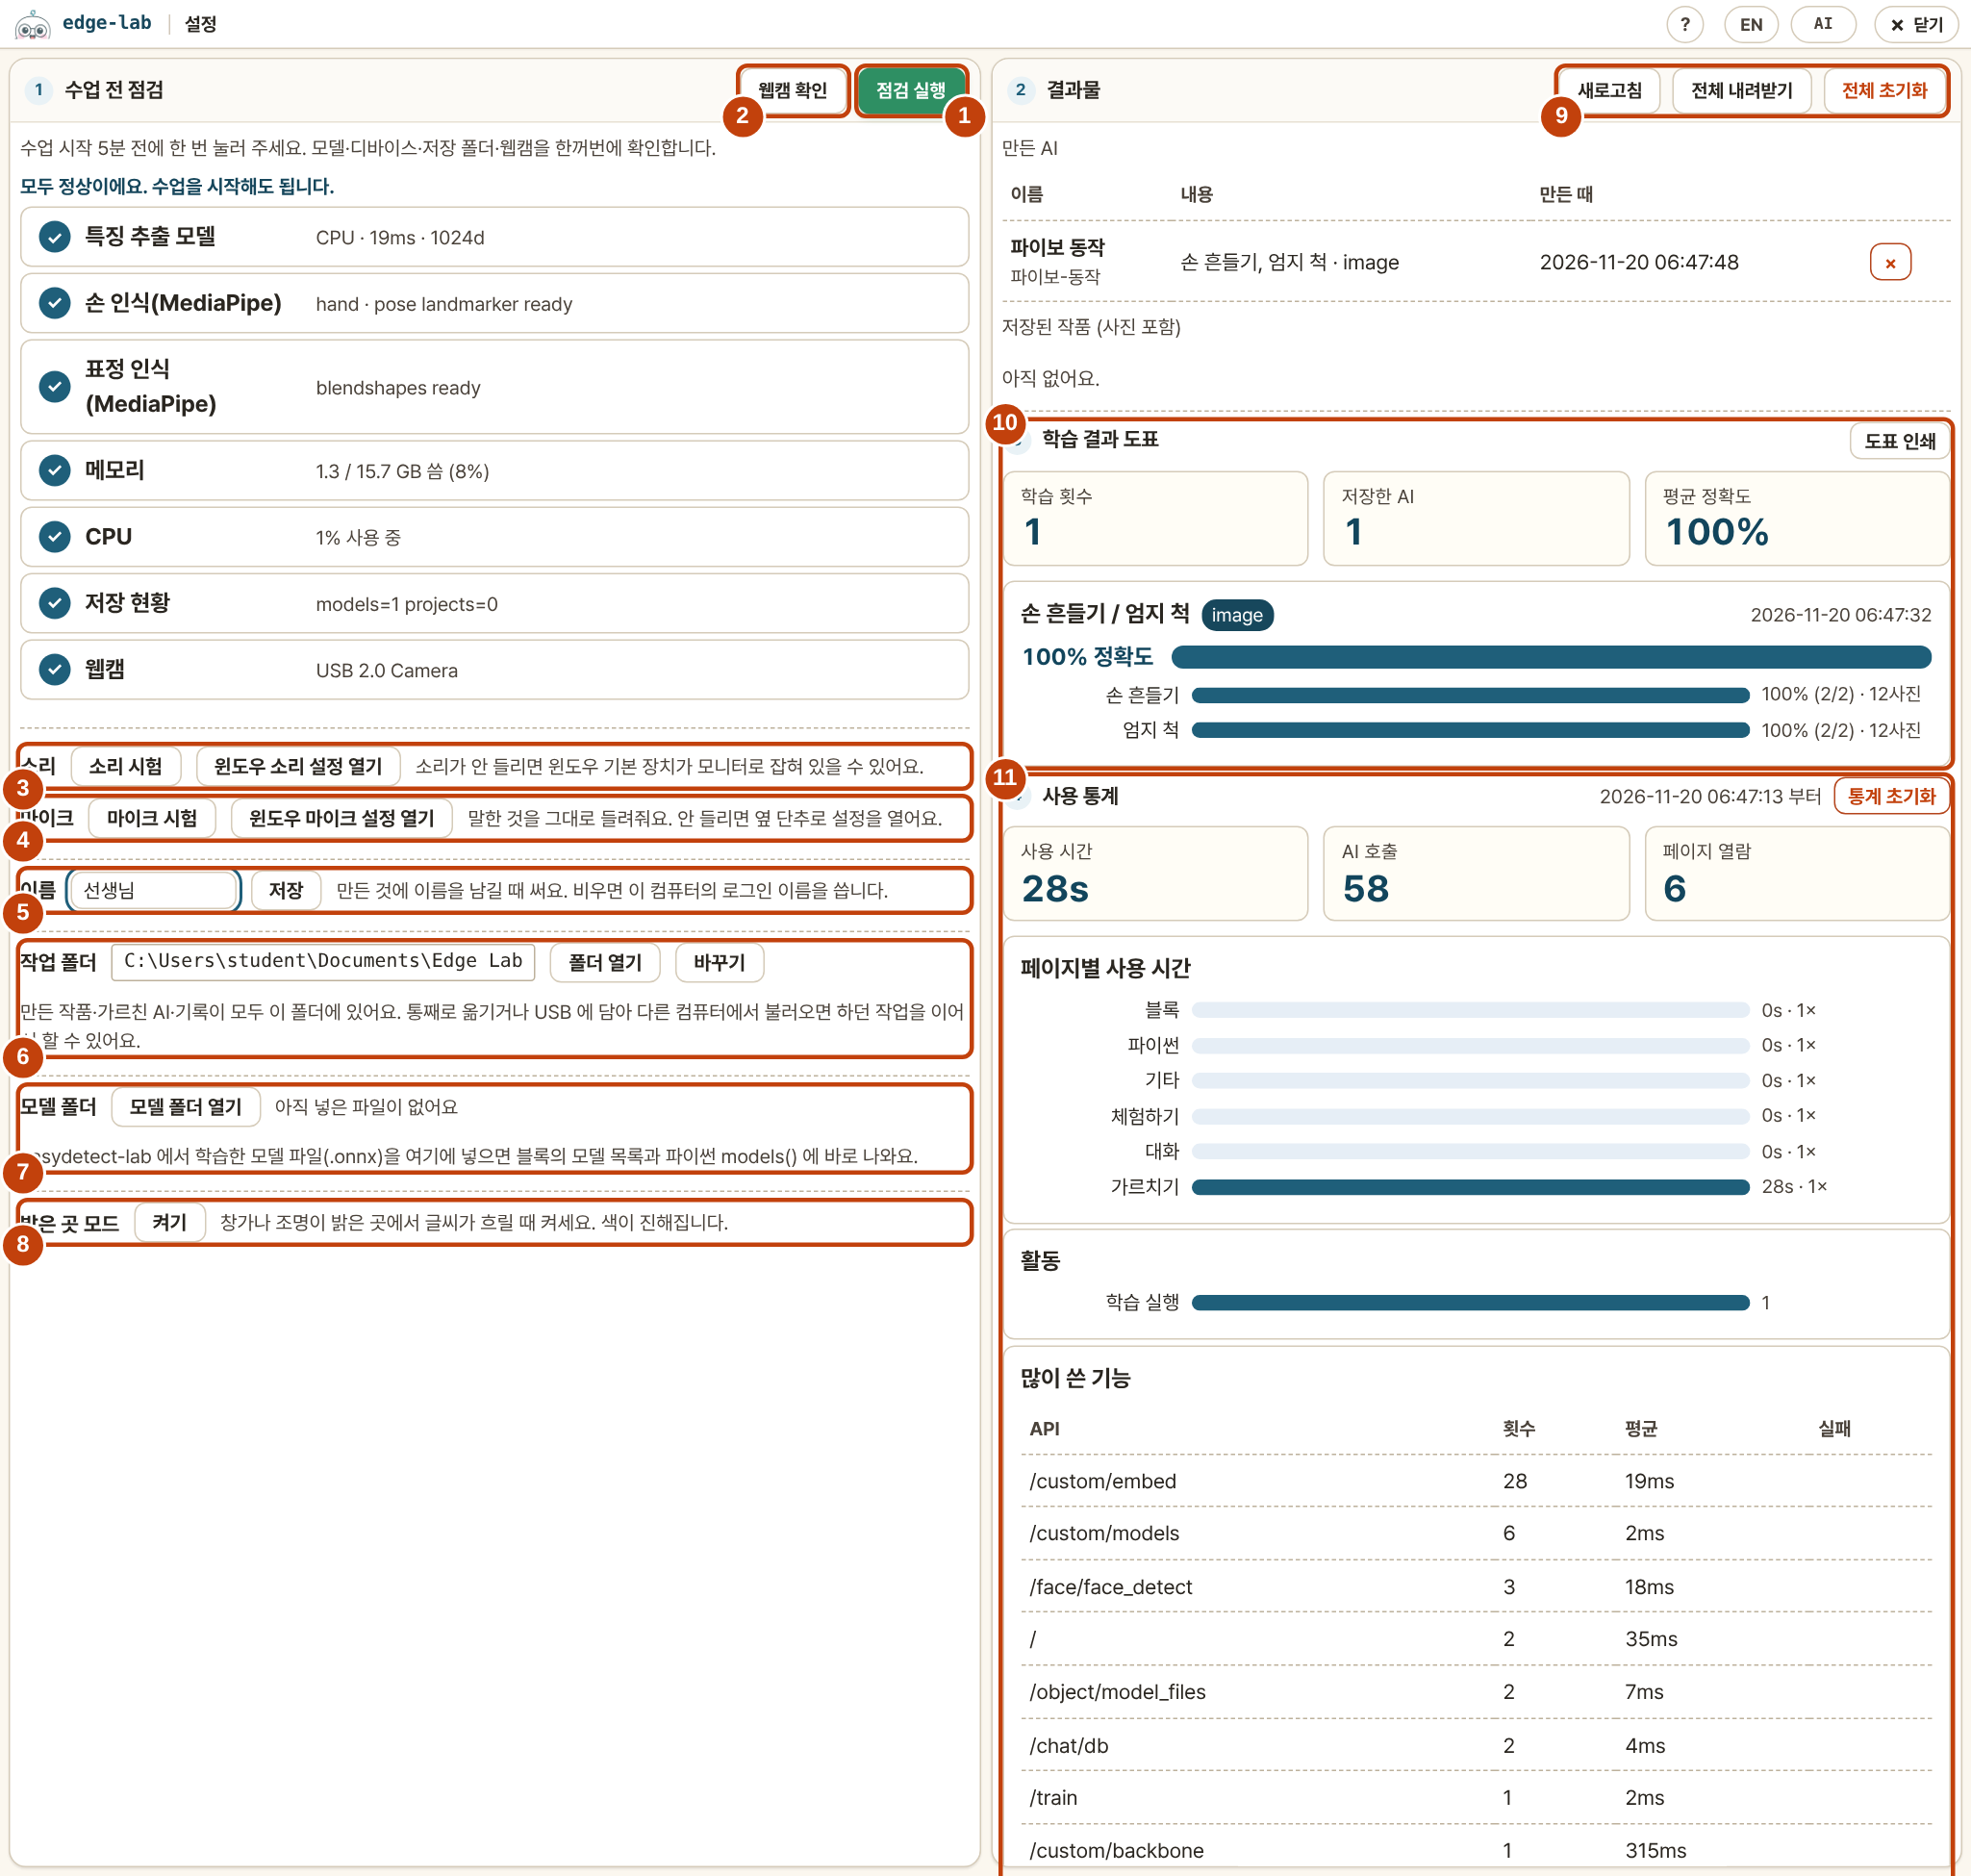 edge-lab 설정
? EN AI × 닫기
1 수업 전 점검 웹캠 확인 점검 실행
2 1
수업 시작 5분 전에 한 번 눌러 주세요. 모델·디바이스·저장 폴더·웹캠을 한꺼번에 확인합니다.
모두 정상이에요. 수업을 시작해도 됩니다.
특징 추출 모델 CPU · 19ms · 1024d
손 인식(MediaPipe) hand · pose landmarker ready
표정 인식
(MediaPipe) blendshapes ready
메모리 1.3 / 15.7 GB 씀 (8%)
CPU 1% 사용 중
저장 현황 models=1 projects=0
웹캠 USB 2.0 Camera
소리 소리 시험 윈도우 소리 설정 열기 소리가 안 들리면 윈도우 기본 장치가 모니터로 잡혀 있을 수 있어요.
3
마이크 마이크 시험 윈도우 마이크 설정 열기 말한 것을 그대로 들려줘요. 안 들리면 옆 단추로 설정을 열어요.
4
이름 선생님 저장 만든 것에 이름을 남길 때 써요. 비우면 이 컴퓨터의 로그인 이름을 씁니다.
5
작업 폴더 C:\Users\student\Documents\Edge Lab 폴더 열기 바꾸기
만든 작품·가르친 AI·기록이 모두 이 폴더에 있어요. 통째로 옮기거나 USB 에 담아 다른 컴퓨터에서 불러오면 하던 작업을 이어
할 수 있어요.
6
모델 폴더 모델 폴더 열기 아직 넣은 파일이 없어요
sydetect-lab 에서 학습한 모델 파일(.onnx)을 여기에 넣으면 블록의 모델 목록과 파이썬 models() 에 바로 나와요.
7
밝은 곳 모드 켜기 창가나 조명이 밝은 곳에서 글씨가 흐릴 때 켜세요. 색이 진해집니다.
8
2 결과물 새로고침 전체 내려받기 전체 초기화
9
만든 AI
이름 내용 만든 때
파이보 동작
파이보-동작 손 흔들기, 엄지 척 · image 2026-11-20 06:47:48 ×
저장된 작품 (사진 포함)
아직 없어요.
10
학습 결과 도표 도표 인쇄
학습 횟수 저장한 AI 평균 정확도
1 1 100%
손 흔들기 / 엄지 척 image 2026-11-20 06:47:32
100% 정확도
손 흔들기 100% (2/2) · 12사진
엄지 척 100% (2/2) · 12사진
11
사용 통계 2026-11-20 06:47:13 부터 통계 초기화
사용 시간 AI 호출 페이지 열람
28s 58 6
페이지별 사용 시간
블록 0s · 1×
파이썬 0s · 1×
기타 0s · 1×
체험하기 0s · 1×
대화 0s · 1×
가르치기 28s · 1×
활동
학습 실행 1
많이 쓴 기능
API 횟수 평균 실패
/custom/embed 28 19ms
/custom/models 6 2ms
/face/face_detect 3 18ms
/ 2 35ms
/object/model_files 2 7ms
/chat/db 2 4ms
/train 1 2ms
/custom/backbone 1 315ms